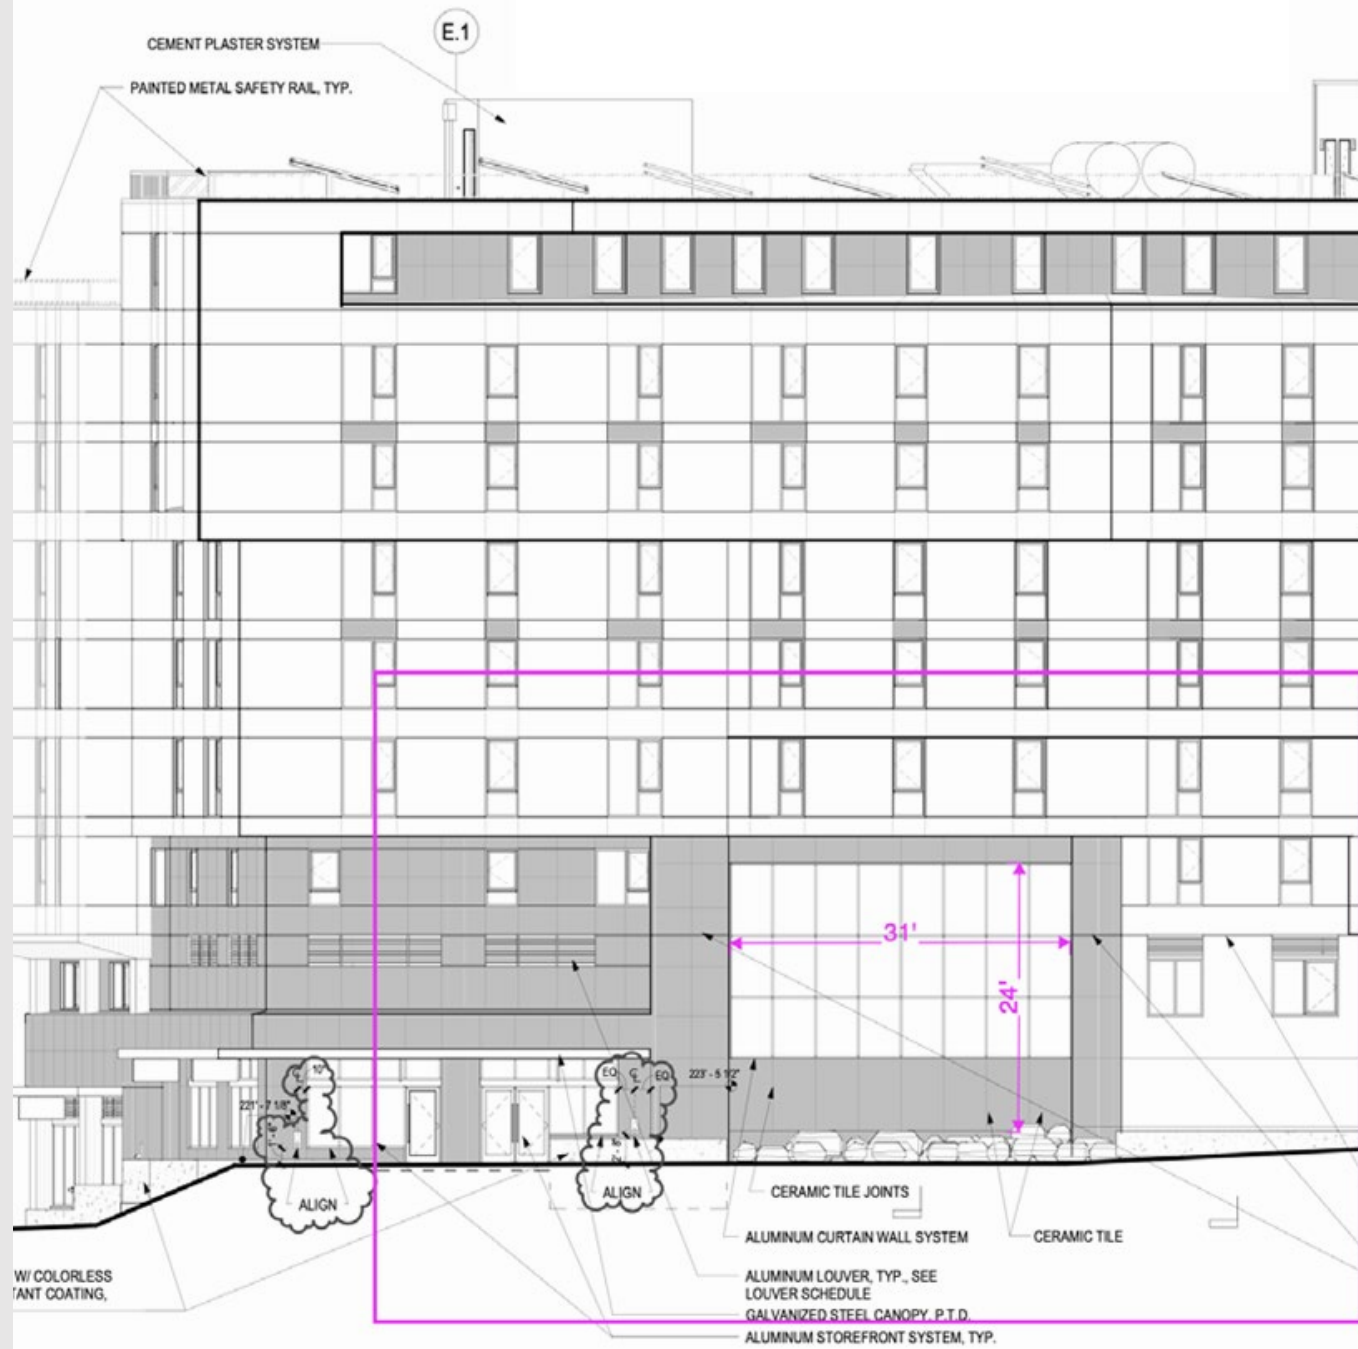 E.1
CEMENT PLASTER SYSTEM
PAINTED METAL SAFETY RAIL, TYP.
31'
24'
10"
EQ
EQ
223' - 5 1/2"
221' - 7 1/8"
ALIGN
ALIGN
CERAMIC TILE JOINTS
ALUMINUM CURTAIN WALL SYSTEM
CERAMIC TILE
W/ COLORLESS
TANT COATING,
ALUMINUM LOUVER, TYP., SEE
LOUVER SCHEDULE
GALVANIZED STEEL CANOPY, P.T.D.
ALUMINUM STOREFRONT SYSTEM, TYP.